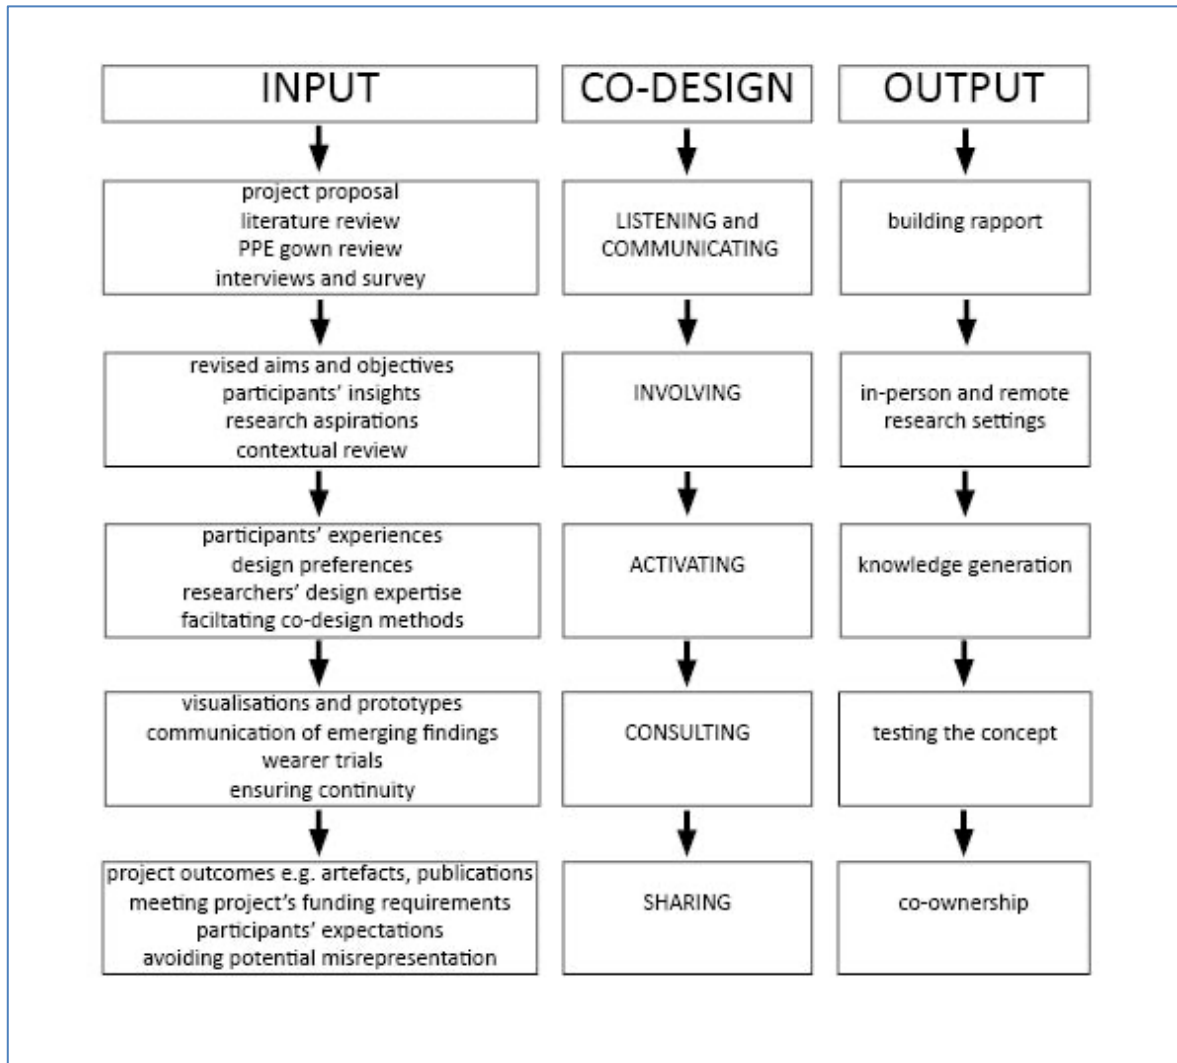 INPUT
CO-DESIGN
OUTPUT
project proposal
literature review
PPE gown review
interviews and survey
LISTENING and
COMMUNICATING
building rapport
revised aims and objectives
participants' insights
research aspirations
contextual review
INVOLVING
in-person and remote
research settings
participants' experiences
design preferences
researchers' design expertise
faciltating co-design methods
ACTIVATING
knowledge generation
visualisations and prototypes
communication of emerging findings
wearer trials
ensuring continuity
CONSULTING
testing the concept
project outcomes e.g. artefacts, publications
meeting project's funding requirements
participants' expectations
avoiding potential misrepresentation
SHARING
co-ownership